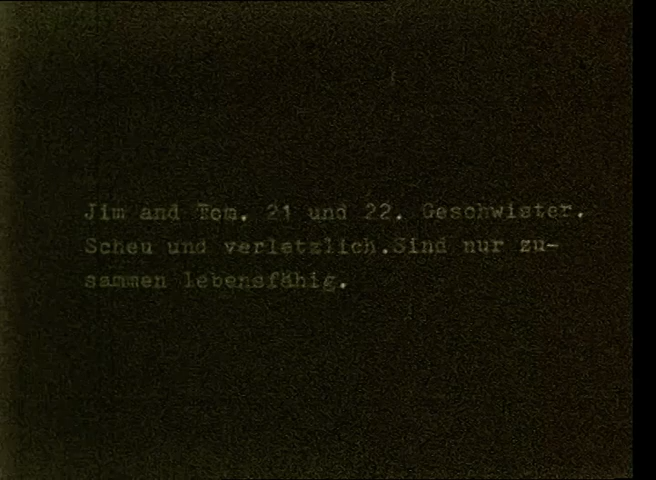 Jim and Tom. 21 und 22. Geschwister.
Scheu und verletzlich.Sind nur zu-
sammen lebensfähig.